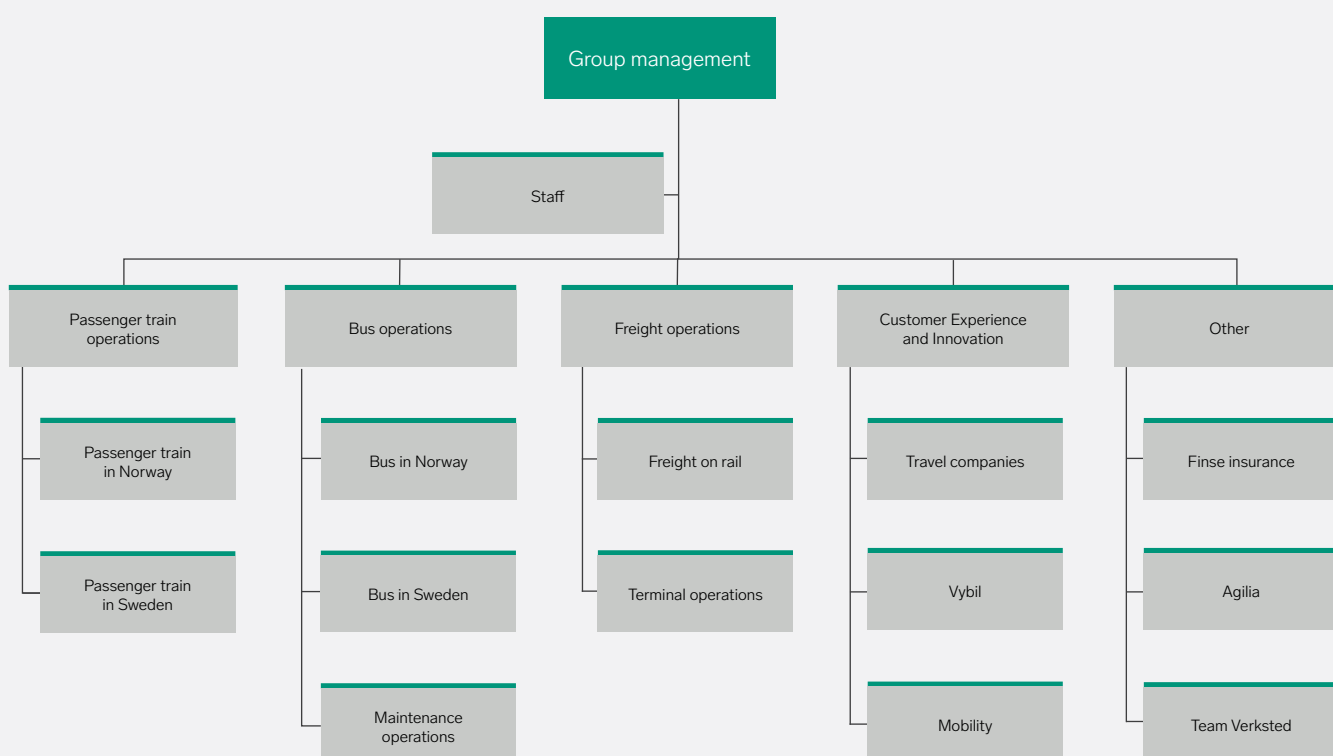 Group management
Staff
Passenger train
operations
Bus operations
Freight operations
Customer Experience
and Innovation
Other
Passenger train
in Norway
Bus in Norway
Freight on rail
Travel companies
Finse insurance
Passenger train
in Sweden
Bus in Sweden
Terminal operations
Vybil
Agilia
Maintenance
operations
Mobility
Team Verksted